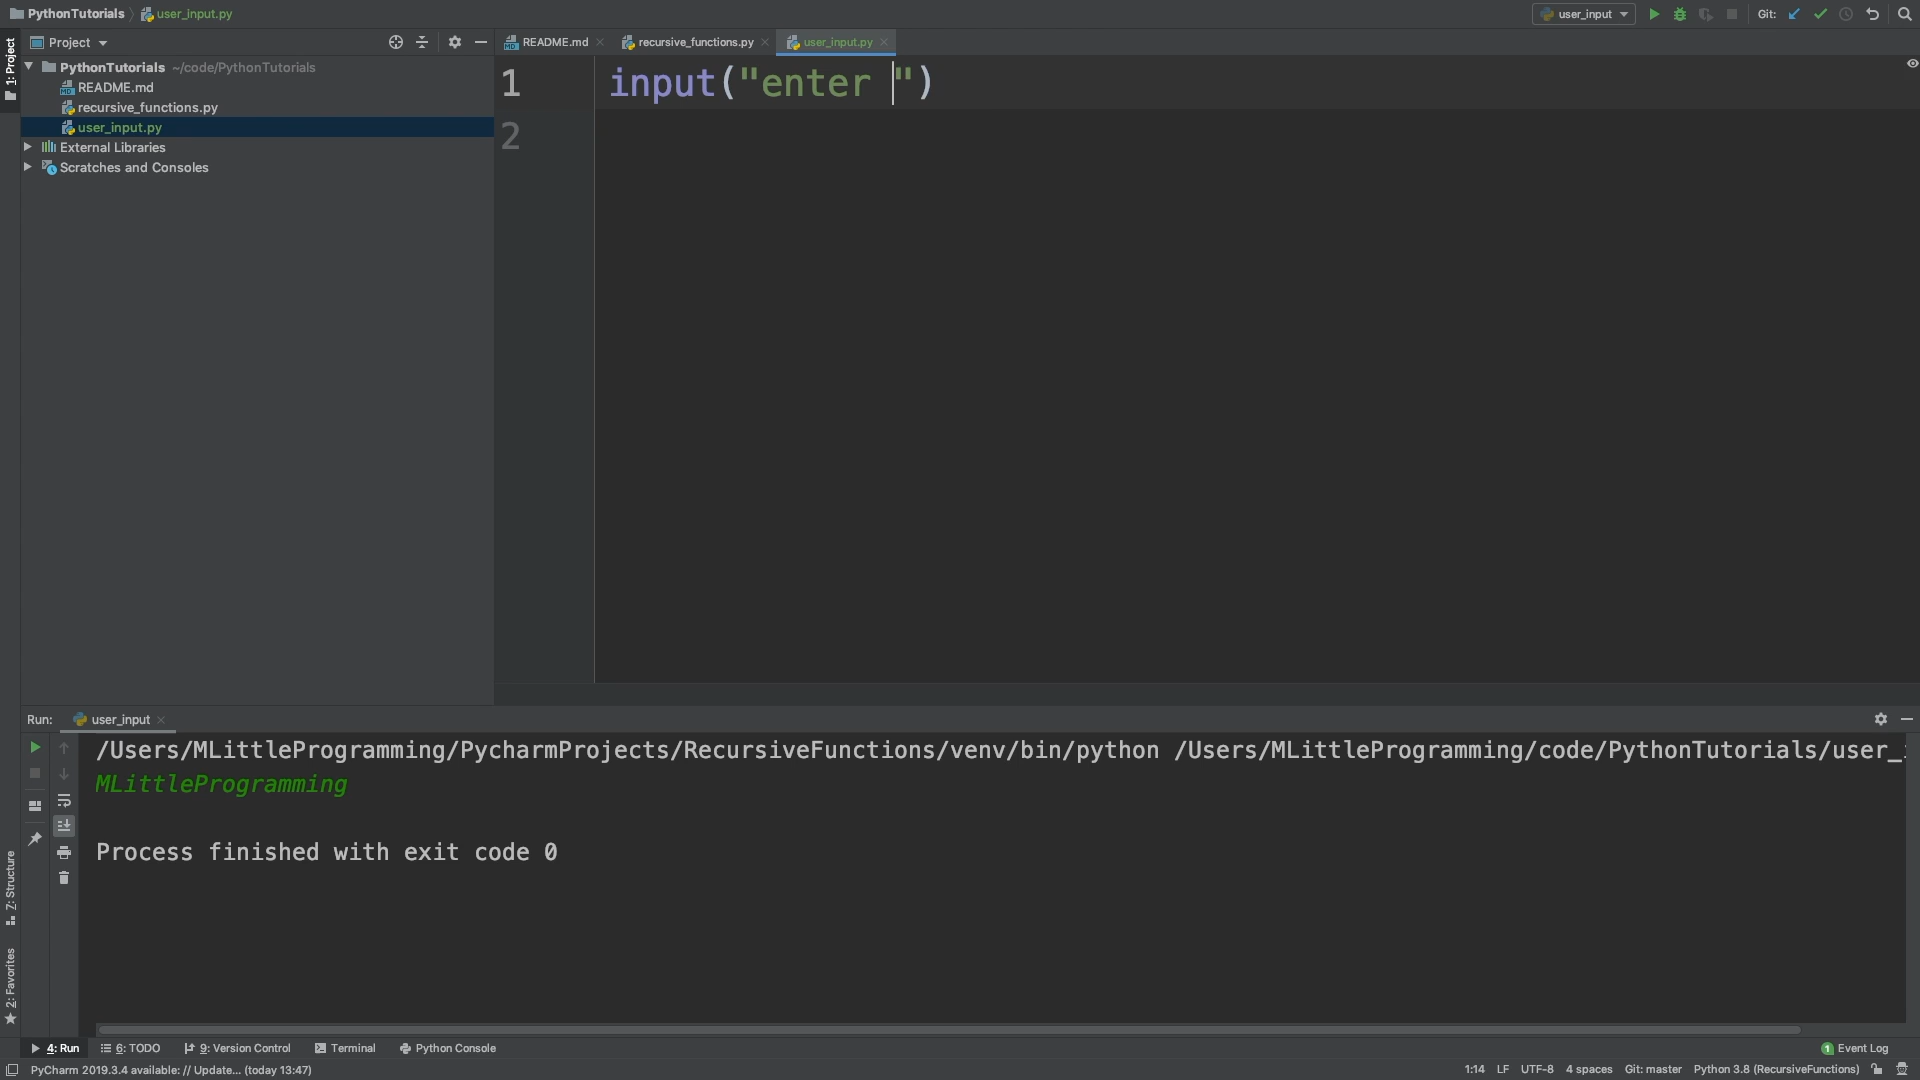 PythonTutorials user_input.py
user_input Git:
1: Project
Project
README.md recursive_functions.py user_input.py
PythonTutorials ~/code/PythonTutorials
README.md
recursive_functions.py
user_input.py
External Libraries
Scratches and Consoles
1 input("enter ")
2
Run: user_input
/Users/MLittleProgramming/PycharmProjects/RecursiveFunctions/venv/bin/python /Users/MLittleProgramming/code/PythonTutorials/user_
MLittleProgramming
Process finished with exit code 0
Z: Structure
2: Favorites
4: Run 6: TODO 9: Version Control Terminal Python Console 1 Event Log
PyCharm 2019.3.4 available: // Update... (today 13:47) 1:14 LF UTF-8 4 spaces Git: master Python 3.8 (RecursiveFunctions)